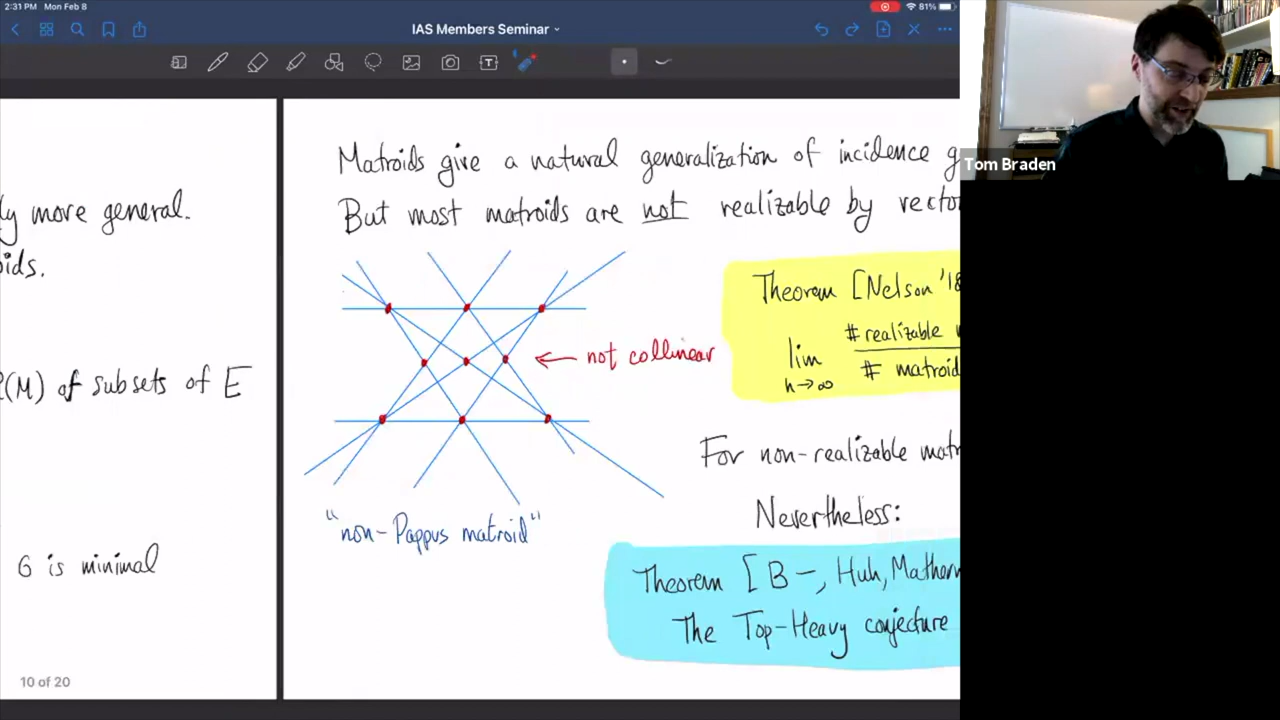 2:31 PM Mon Feb 8
81%
IAS Members Seminar
T
ly more general.
ids.
(M) of subsets of E
G is minimal
10 of 20
Matroids give a natural generalization of incidence g
But most matroids are not realizable by vecto
not collinear
"non-Pappus matroid"
Theorem [Nelson '18
lim n→∞ # realizable
# matroid
For non-realizable mat
Nevertheless:
Theorem [B–, Huh, Mathern
The Top-Heavy conjecture
Tom Braden